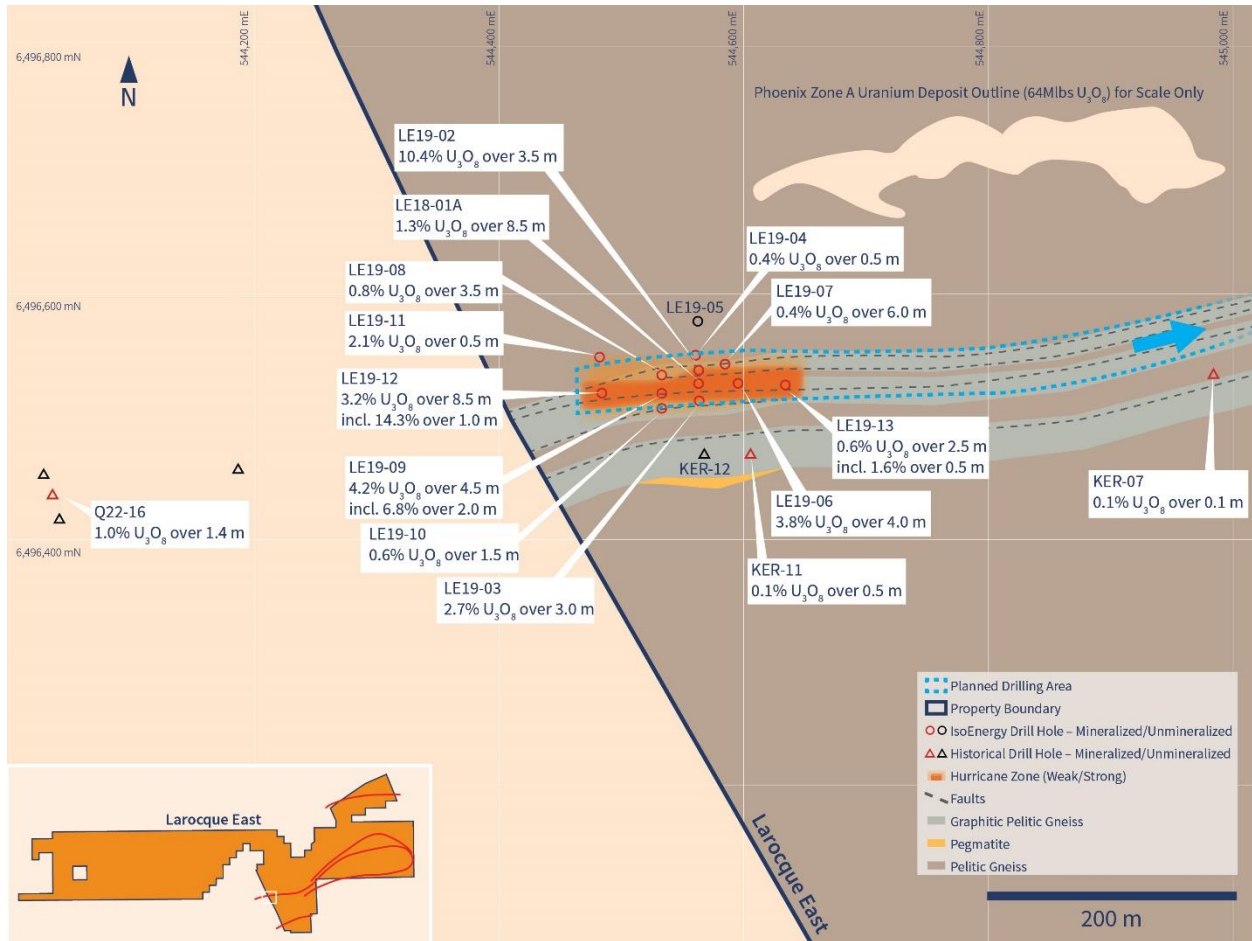 544,200 mE
544,400 mE
544,600 mE
544,800 mE
545,000 mE
6,496,800 mN
N
Phoenix Zone A Uranium Deposit Outline (64Mlbs U₃O₈) for Scale Only
LE19-02
10.4% U₃O₈ over 3.5 m
LE18-01A
1.3% U₃O₈ over 8.5 m
LE19-04
0.4% U₃O₈ over 0.5 m
LE19-08
0.8% U₃O₈ over 3.5 m
LE19-07
0.4% U₃O₈ over 6.0 m
6,496,600 mN
LE19-05
LE19-11
2.1% U₃O₈ over 0.5 m
LE19-12
3.2% U₃O₈ over 8.5 m
incl. 14.3% over 1.0 m
LE19-13
0.6% U₃O₈ over 2.5 m
incl. 1.6% over 0.5 m
LE19-09
4.2% U₃O₈ over 4.5 m
incl. 6.8% over 2.0 m
KER-12
KER-07
0.1% U₃O₈ over 0.1 m
LE19-06
3.8% U₃O₈ over 4.0 m
Q22-16
1.0% U₃O₈ over 1.4 m
LE19-10
0.6% U₃O₈ over 1.5 m
6,496,400 mN
KER-11
0.1% U₃O₈ over 0.5 m
LE19-03
2.7% U₃O₈ over 3.0 m
Planned Drilling Area
Property Boundary
IsoEnergy Drill Hole – Mineralized/Unmineralized
Historical Drill Hole – Mineralized/Unmineralized
Hurricane Zone (Weak/Strong)
Faults
Graphitic Pelitic Gneiss
Pegmatite
Pelitic Gneiss
200 m
Larocque East
Larocque East